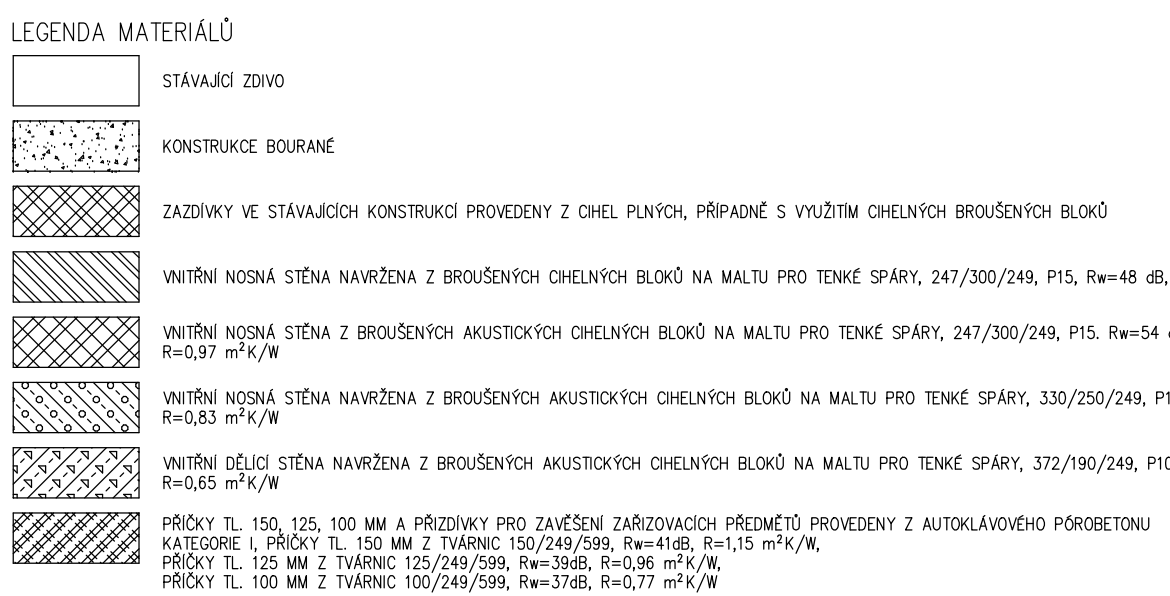 LEGENDA MATERIÁLŮ
STÁVAJÍCÍ ZDIVO
KONSTRUKCE BOURANÉ
ZAZDÍVKY VE STÁVAJÍCÍCH KONSTRUKCÍ PROVEDENY Z CIHEL PLNÝCH, PŘÍPADNĚ S VYUŽITÍM CIHELNÝCH BROUŠENÝCH BLOKŮ
VNITŘNÍ NOSNÁ STĚNA NAVRŽENA Z BROUŠENÝCH CIHELNÝCH BLOKŮ NA MALTU PRO TENKÉ SPÁRY, 247/300/249, P15, Rw=48 dB,
VNITŘNÍ NOSNÁ STĚNA Z BROUŠENÝCH AKUSTICKÝCH CIHELNÝCH BLOKŮ NA MALTU PRO TENKÉ SPÁRY, 247/300/249, P15. Rw=54
R=0,97 m²K/W
VNITŘNÍ NOSNÁ STĚNA NAVRŽENA Z BROUŠENÝCH AKUSTICKÝCH CIHELNÝCH BLOKŮ NA MALTU PRO TENKÉ SPÁRY, 330/250/249,
R=0,83 m²K/W
VNITŘNÍ DĚLÍCÍ STĚNA NAVRŽENA Z BROUŠENÝCH AKUSTICKÝCH CIHELNÝCH BLOKŮ NA MALTU PRO TENKÉ SPÁRY, 372/190/249, P10
R=0,65 m²K/W
PŘÍČKY TL. 150, 125, 100 MM A PŘIZDÍVKY PRO ZAVĚŠENÍ ZAŘIZOVACÍCH PŘEDMĚTŮ PROVEDENY Z AUTOKLÁVOVÉHO PÓROBETONU
KATEGORIE I, PŘÍČKY TL. 150 MM Z TVÁRNIC 150/249/599, Rw=41dB, R=1,15 m²K/W,
PŘÍČKY TL. 125 MM Z TVÁRNIC 125/249/599, Rw=39dB, R=0,96 m²K/W,
PŘÍČKY TL. 100 MM Z TVÁRNIC 100/249/599, Rw=37dB, R=0,77 m²K/W